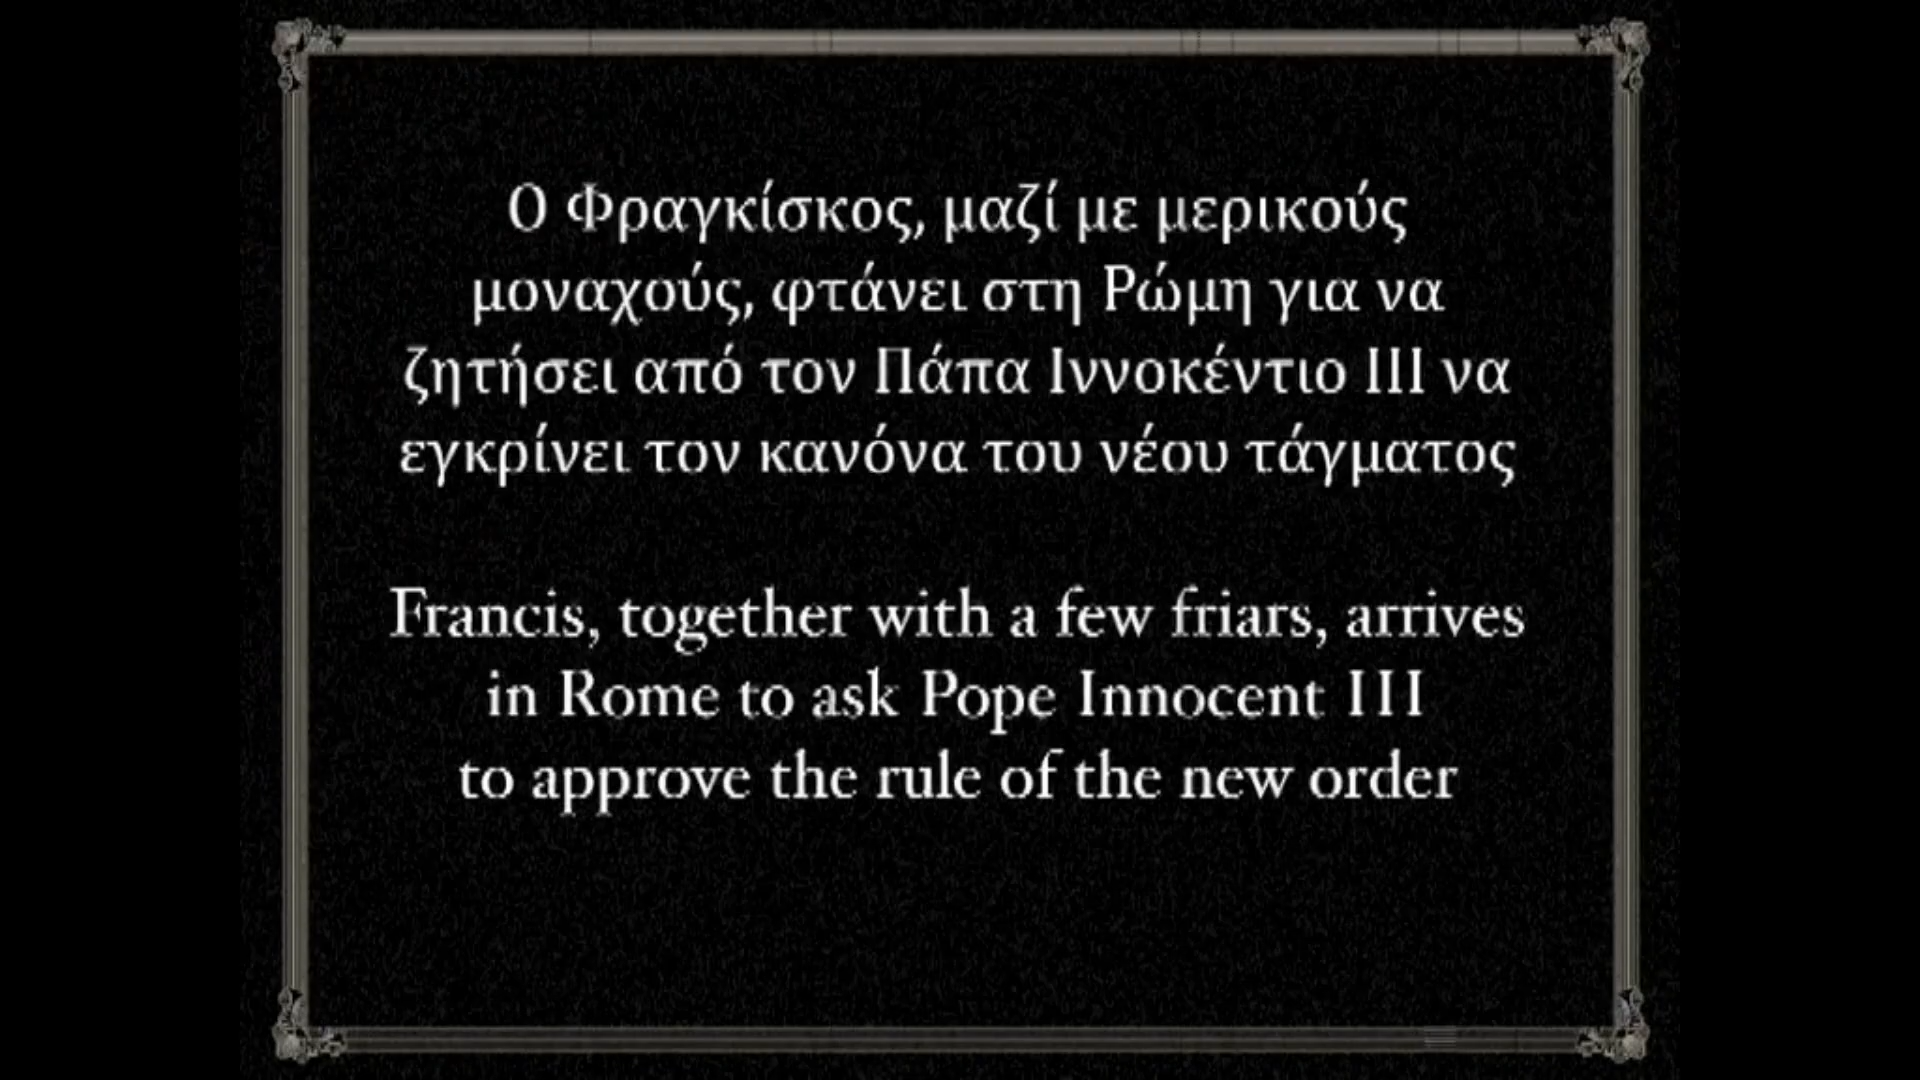 Ο Φραγκίσκος, μαζί με μερικούς
μοναχούς, φτάνει στη Ρώμη για να
ζητήσει από τον Πάπα Ιννοκέντιο III να
εγκρίνει τον κανόνα του νέου τάγματος
Francis, together with a few friars, arrives
in Rome to ask Pope Innocent III
to approve the rule of the new order